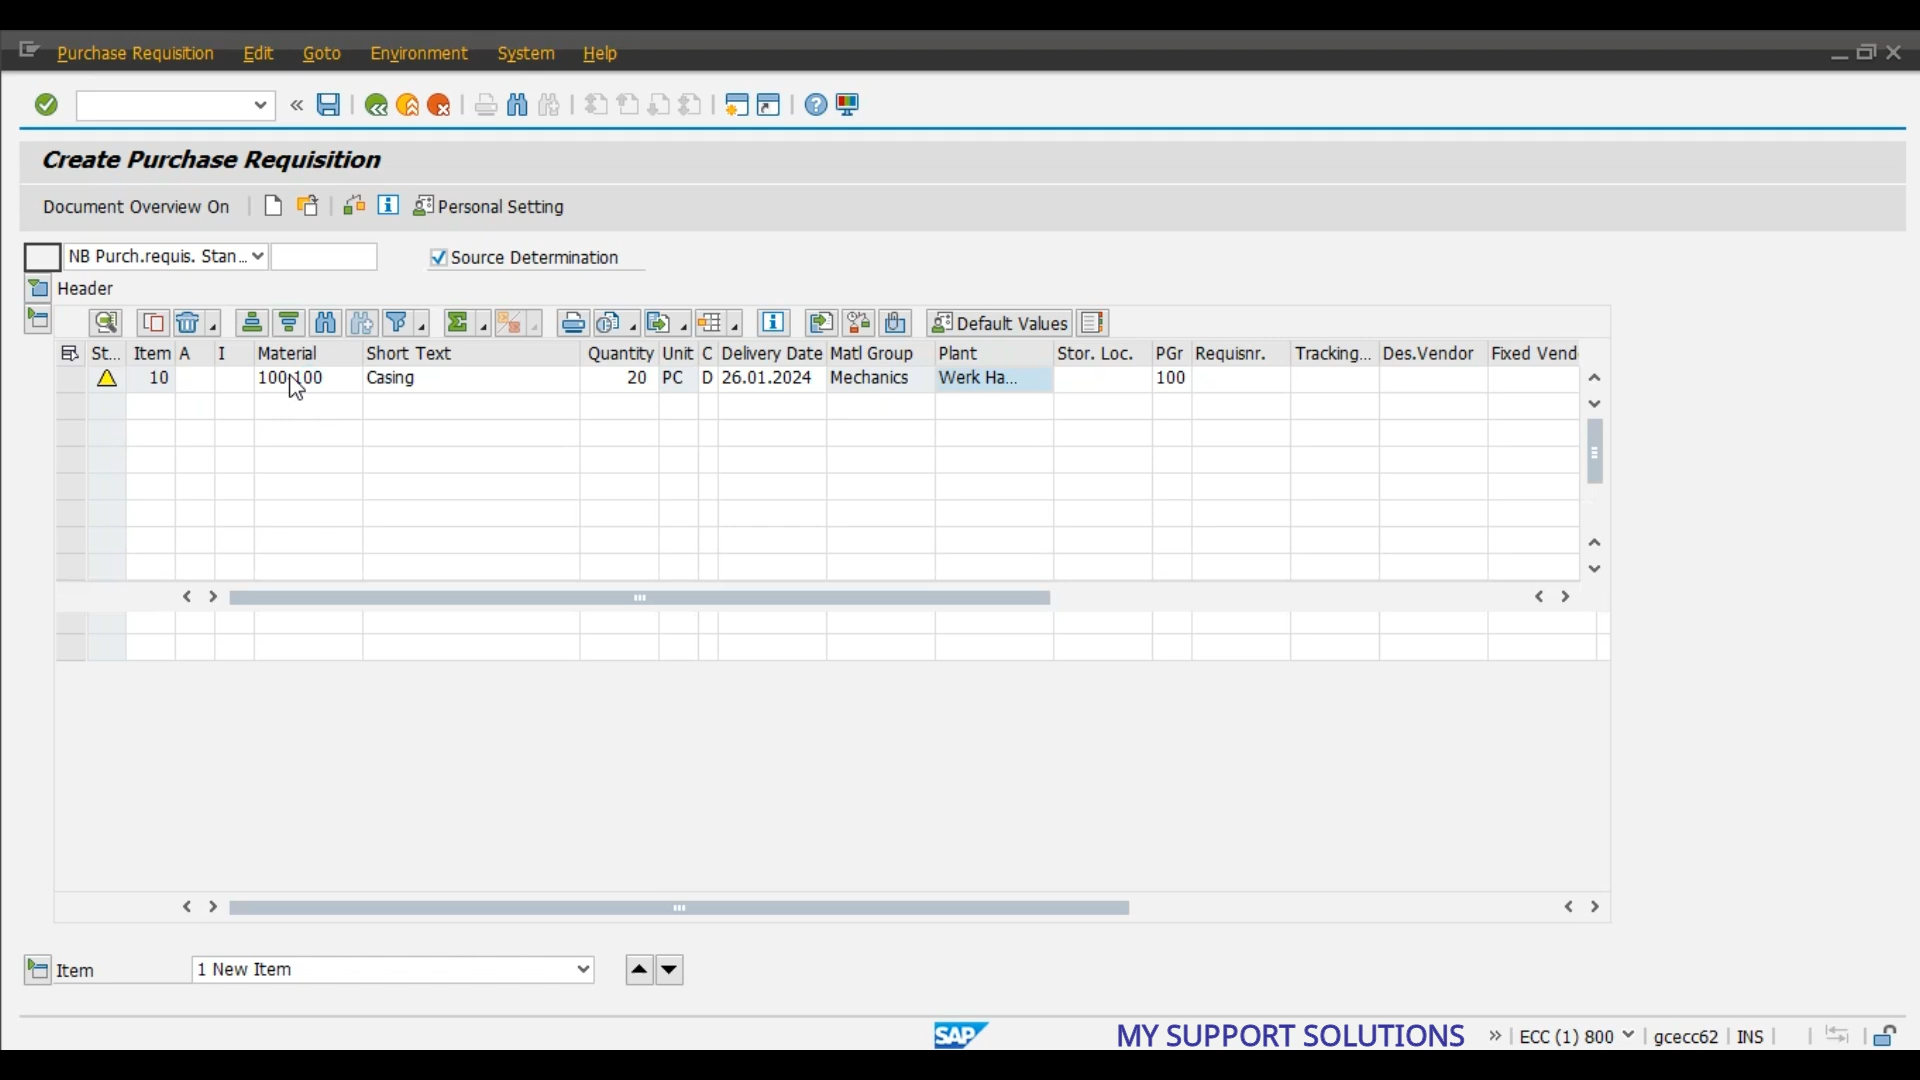 Purchase Requisition Edit Goto Environment System Help
Create Purchase Requisition
Document Overview On Personal Setting
NB Purch.requis. Stan... Source Determination
Header
Default Values
St... Item A I Material Short Text Quantity Unit C Delivery Date Matl Group Plant Stor. Loc. PGr Requisnr. Tracking... Des.Vendor Fixed Vend
10 100-100 Casing 20 PC D 26.01.2024 Mechanics Werk Ha... 100
Item 1 New Item
SAP MY SUPPORT SOLUTIONS ECC (1) 800 gcecc62 INS